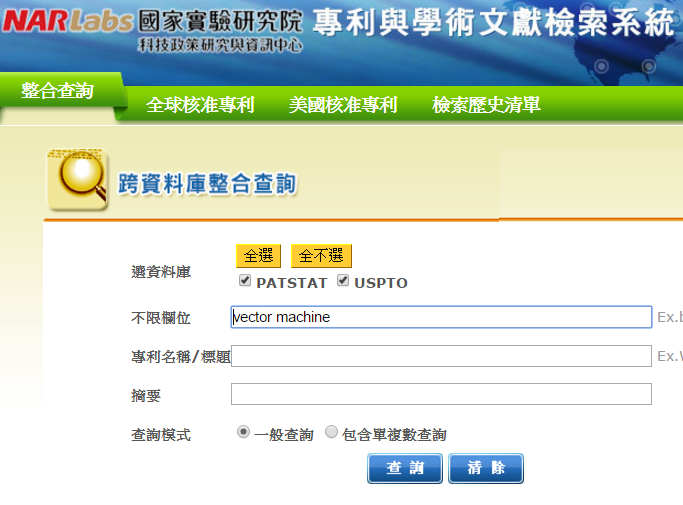 NARLabs 國家實驗研究院
科技政策研究與資訊中心
專利與學術文獻檢索系統
整合查詢
全球核准專利 美國核准專利 檢索歷史清單
跨資料庫整合查詢
選資料庫
全選 全不選
PATSTAT USPTO
不限欄位 vector machine
專利名稱/標題
摘要
查詢模式 一般查詢 包含單複數查詢
查詢 清除